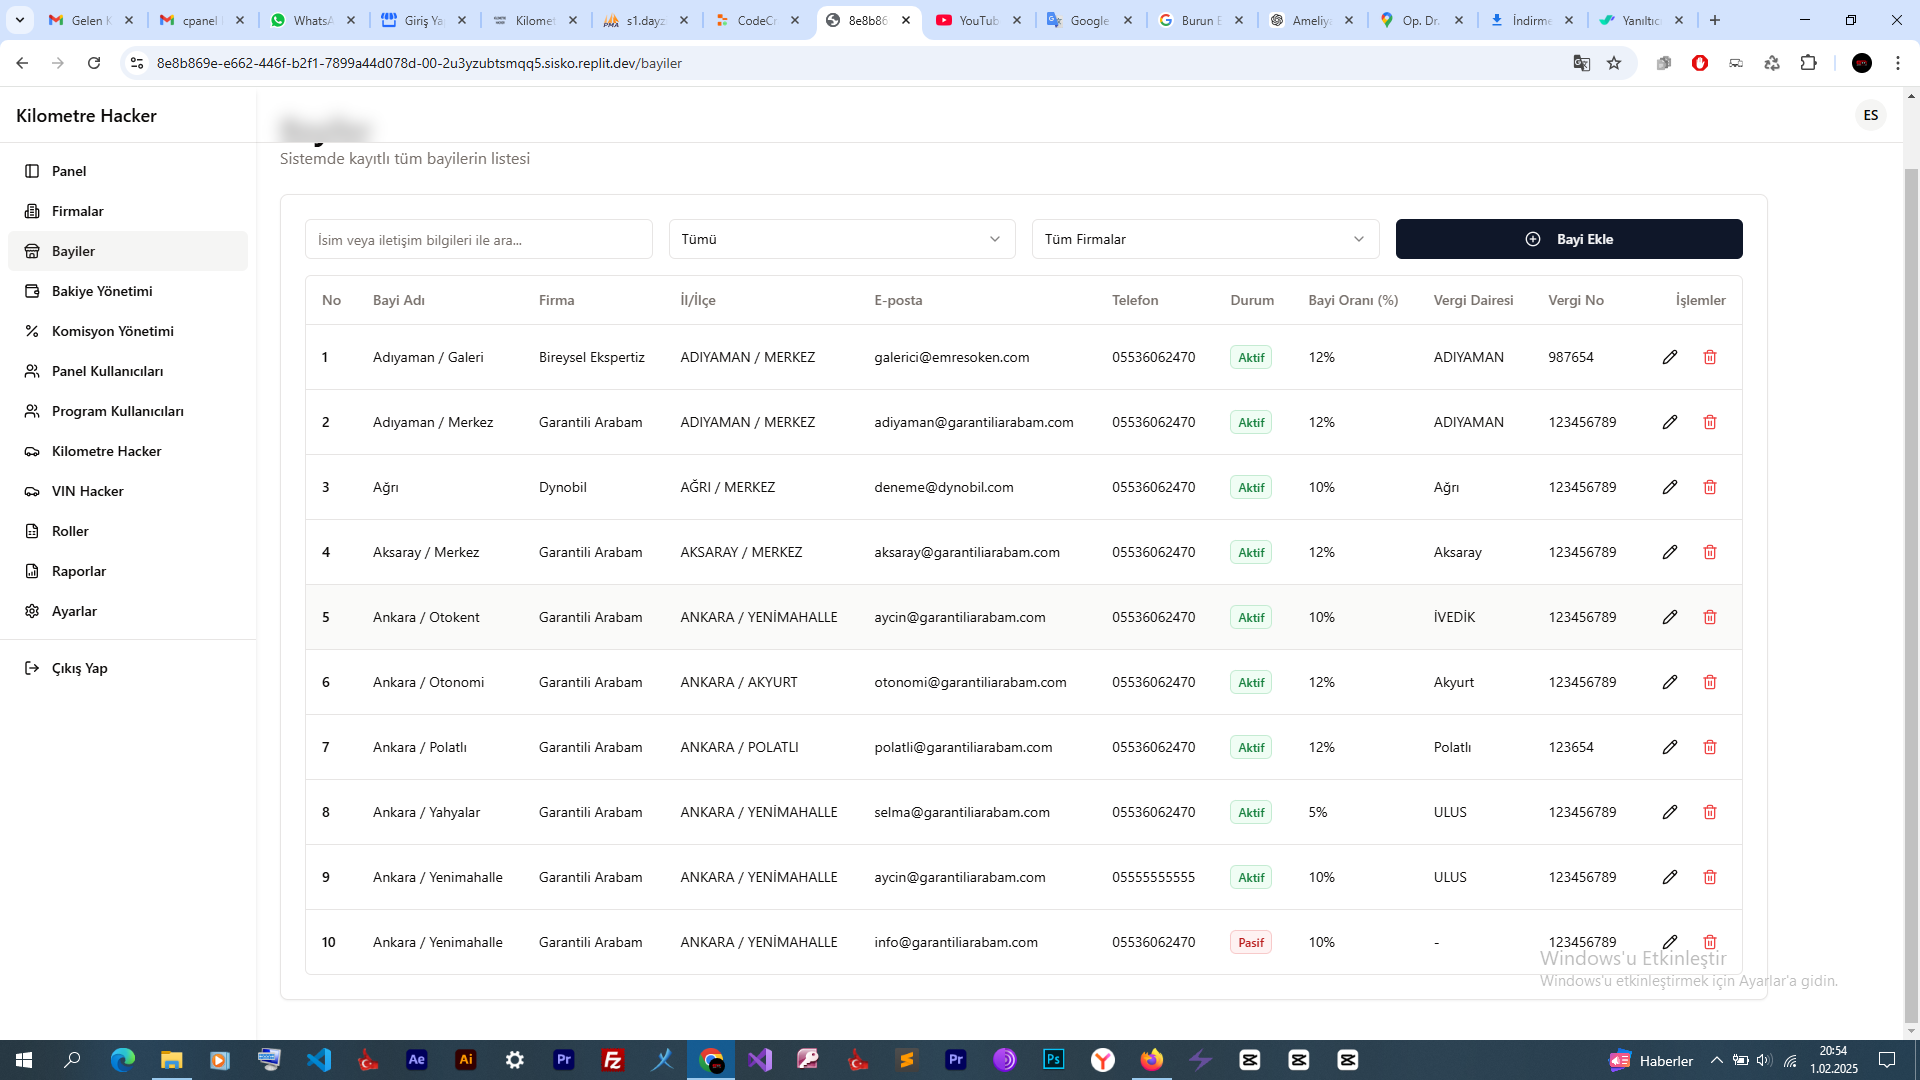 Gelen K
cpanel
WhatsA
Giriş Ya
Kilomet
s1.dayz
CodeCr
8e8b86
YouTub
Google
Burun E
Ameliya
Op. Dr.
İndirme
Yanıltıc
8e8b869e-e662-446f-b2f1-7899a44d078d-00-2u3yzubtsmqq5.sisko.replit.dev/bayiler
Kilometre Hacker
ES
Panel
Firmalar
Bayiler
Bakiye Yönetimi
Komisyon Yönetimi
Panel Kullanıcıları
Program Kullanıcıları
Kilometre Hacker
VIN Hacker
Roller
Raporlar
Ayarlar
Çıkış Yap
Sistemde kayıtlı tüm bayilerin listesi
İsim veya iletişim bilgileri ile ara...
Tümü
Tüm Firmalar
Bayi Ekle
No Bayi Adı Firma İl/İlçe E-posta Telefon Durum Bayi Oranı (%) Vergi Dairesi Vergi No İşlemler
1 Adıyaman / Galeri Bireysel Ekspertiz ADIYAMAN / MERKEZ galerici@emresoken.com 05536062470 Aktif 12% ADIYAMAN 987654
2 Adıyaman / Merkez Garantili Arabam ADIYAMAN / MERKEZ adiyaman@garantiliarabam.com 05536062470 Aktif 12% ADIYAMAN 123456789
3 Ağrı Dynobil AĞRI / MERKEZ deneme@dynobil.com 05536062470 Aktif 10% Ağrı 123456789
4 Aksaray / Merkez Garantili Arabam AKSARAY / MERKEZ aksaray@garantiliarabam.com 05536062470 Aktif 12% Aksaray 123456789
5 Ankara / Otokent Garantili Arabam ANKARA / YENİMAHALLE aycin@garantiliarabam.com 05536062470 Aktif 10% İVEDİK 123456789
6 Ankara / Otonomi Garantili Arabam ANKARA / AKYURT otonomi@garantiliarabam.com 05536062470 Aktif 12% Akyurt 123456789
7 Ankara / Polatlı Garantili Arabam ANKARA / POLATLI polatli@garantiliarabam.com 05536062470 Aktif 12% Polatlı 123654
8 Ankara / Yahyalar Garantili Arabam ANKARA / YENİMAHALLE selma@garantiliarabam.com 05536062470 Aktif 5% ULUS 123456789
9 Ankara / Yenimahalle Garantili Arabam ANKARA / YENİMAHALLE aycin@garantiliarabam.com 05555555555 Aktif 10% ULUS 123456789
10 Ankara / Yenimahalle Garantili Arabam ANKARA / YENİMAHALLE info@garantiliarabam.com 05536062470 Pasif 10% - 123456789
Windows'u Etkinleştir
Windows'u etkinleştirmek için Ayarlar'a gidin.
Haberler
20:54
1.02.2025